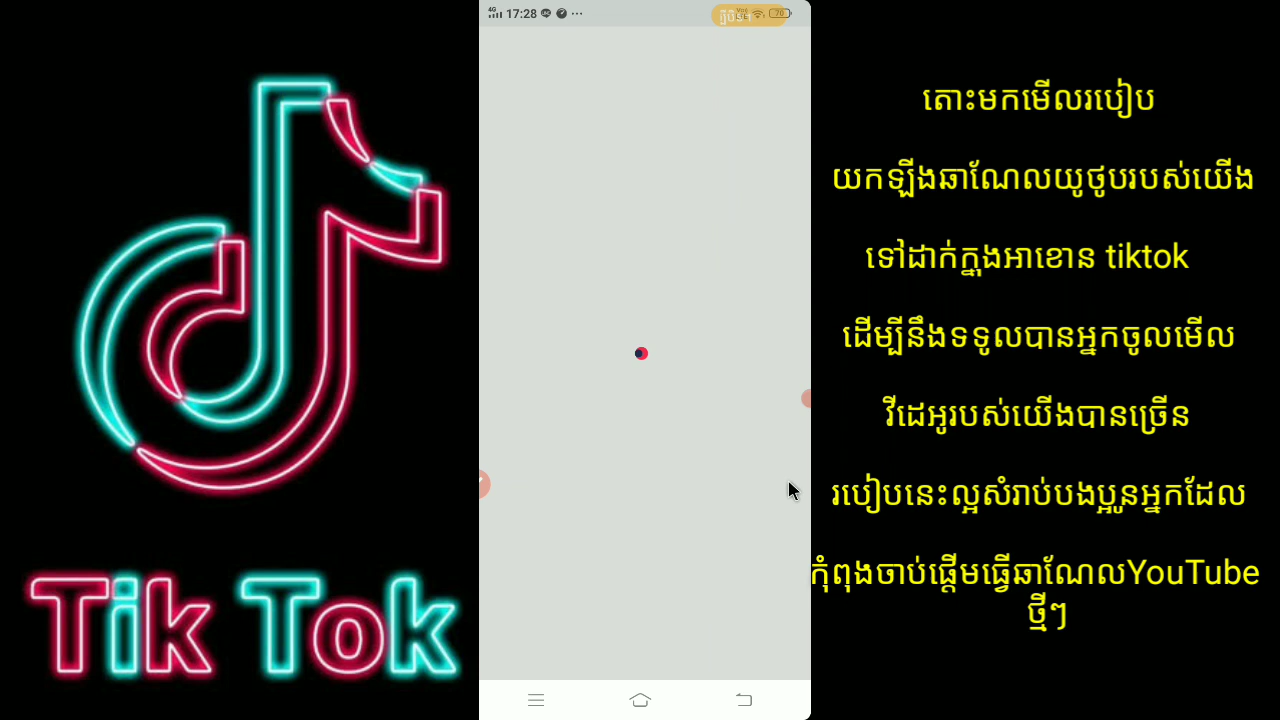 Tik Tok
17:28
70
តោះមកមើលរបៀប
យកឡីងឆាណែលយូថូបរបស់យើង
ទៅដាក់ក្នុងអាខោន tiktok
ដើម្បីនឹងទទូលបានអ្នកចូលមើល
វីដេអូរបស់យើងបានច្រើន
របៀបនេះល្អសំរាប់បងប្អូនអ្នកដែល
កុំពុងចាប់ផ្តើមធ្វើឆាណែលYouTube
ថ្មីៗ